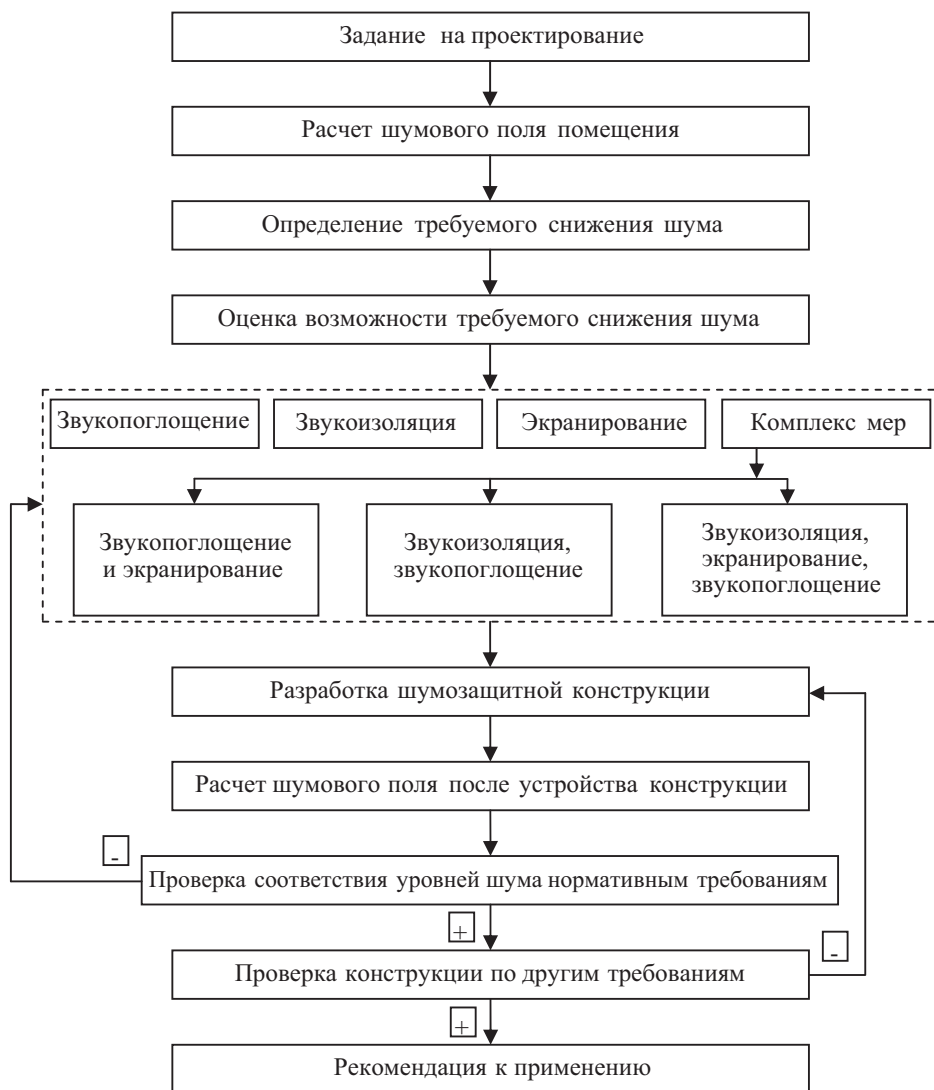 Задание на проектирование
Расчет шумового поля помещения
Определение требуемого снижения шума
Оценка возможности требуемого снижения шума
Звукопоглощение
Звукоизоляция
Экранирование
Комплекс мер
Звукопоглощение
и экранирование
Звукоизоляция,
звукопоглощение
Звукоизоляция,
экранирование,
звукопоглощение
Разработка шумозащитной конструкции
Расчет шумового поля после устройства конструкции
-
Проверка соответствия уровней шума нормативным требованиям
+
-
Проверка конструкции по другим требованиям
+
Рекомендация к применению